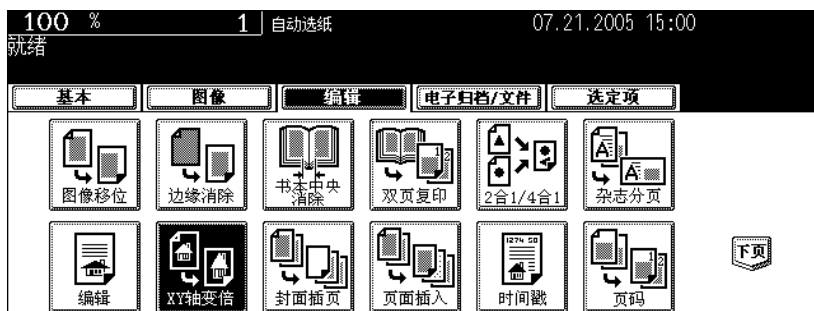 100 % 1 自动选纸 07.21.2005 15:00
就绪
基本 图像 编辑 电子归档/文件 选定项
图像移位 边缘消除 书本中央消除 双页复印 2合1/4合1 杂志分页
编辑 XY轴变倍 封面插页 页面插入 时间戳 页码 下页